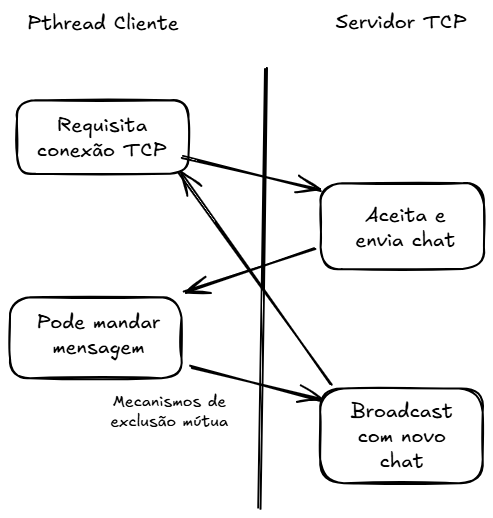 Pthread Cliente
Servidor TCP
Requisita
conexão TCP
Aceita e
envia chat
Pode mandar
mensagem
Mecanismos de
exclusão mútua
Broadcast
com novo
chat